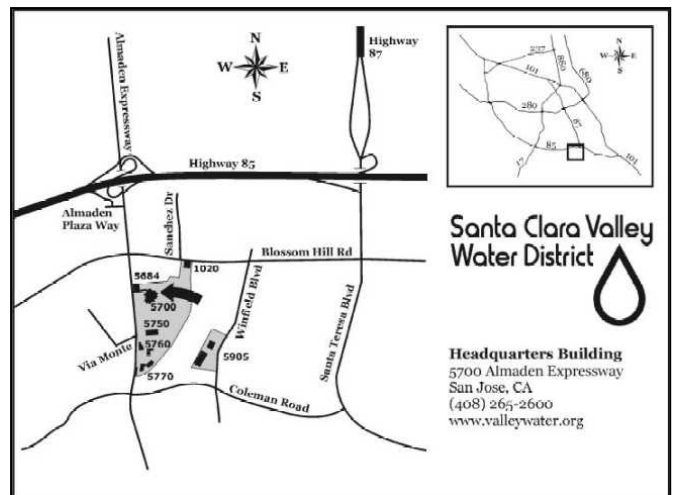 Almaden Expressway
N
W E
S
Highway
87
237
880
680
101
280
87
85
17
101
Highway 85
Almaden
Plaza Way
Sanchez Dr
Blossom Hill Rd
5684
1020
5700
Winfield Blvd
5750
5760
Via Monte
5905
5770
Santa Teresa Blvd
Coleman Road
Santa Clara Valley
Water District
Headquarters Building
5700 Almaden Expressway
San Jose, CA
(408) 265-2600
www.valleywater.org